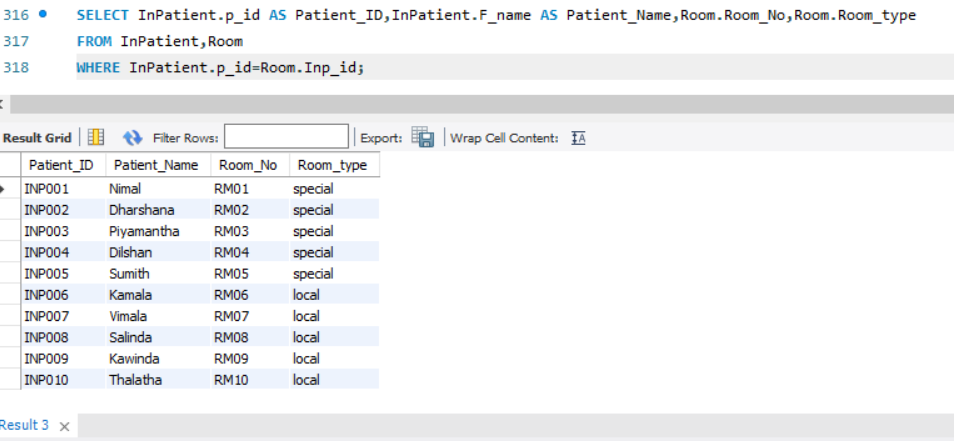 316 SELECT InPatient.p_id AS Patient_ID,InPatient.F_name AS Patient_Name,Room.Room_No,Room.Room_type
317 FROM InPatient,Room
318 WHERE InPatient.p_id=Room.Inp_id;
Result Grid Filter Rows: Export: Wrap Cell Content: IA
Patient_ID Patient_Name Room_No Room_type
INP001 Nimal RM01 special
INP002 Dharshana RM02 special
INP003 Piyamantha RM03 special
INP004 Dilshan RM04 special
INP005 Sumith RM05 special
INP006 Kamala RM06 local
INP007 Vimala RM07 local
INP008 Salinda RM08 local
INP009 Kawinda RM09 local
INP010 Thalatha RM10 local
Result 3 ×